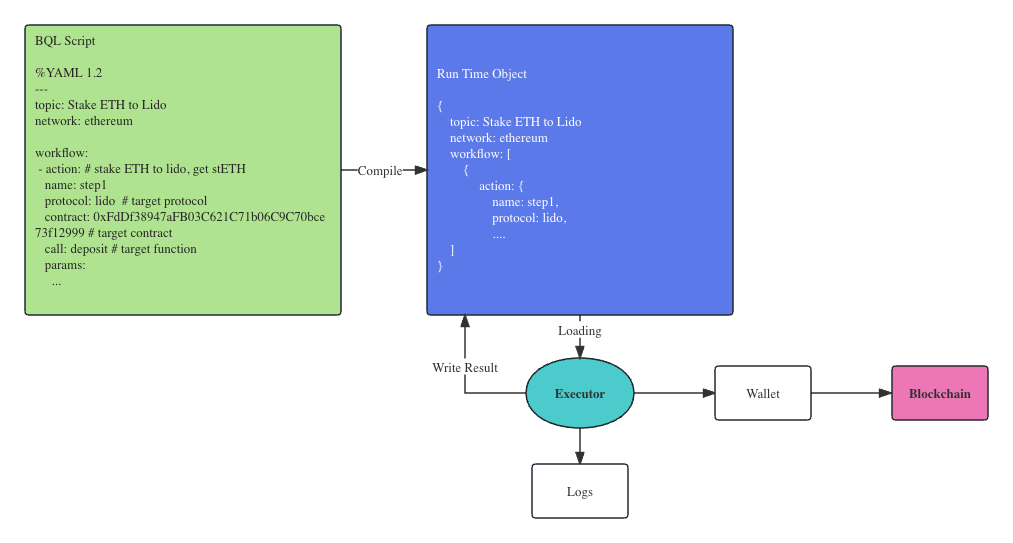 BQL Script
%YAML 1.2
---
topic: Stake ETH to Lido
network: ethereum
workflow:
- action: # stake ETH to lido, get stETH
name: step1
protocol: lido  # target protocol
contract: 0xFdDf38947aFB03C621C71b06C9C70bce
73f12999 # target contract
call: deposit # target function
params:
...
Compile
Run Time Object
{
topic: Stake ETH to Lido
network: ethereum
workflow: [
{
action: {
name: step1,
protocol: lido,
....
]
}
Loading
Write Result
Executor
Wallet
Blockchain
Logs